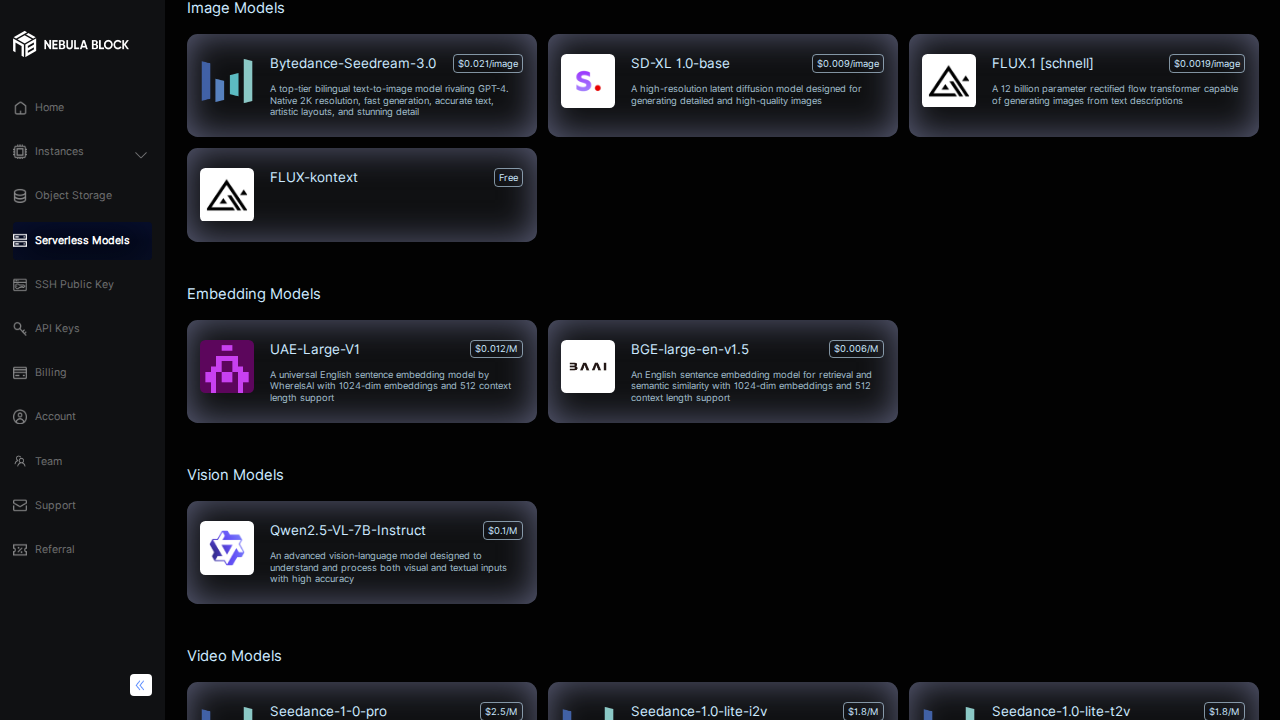 NEBULA BLOCK
Home
Instances
Object Storage
Serverless Models
SSH Public Key
API Keys
Billing
Account
Team
Support
Referral
Image Models
Bytedance-Seedream-3.0
$0.021/image
A top-tier bilingual text-to-image model rivaling GPT-4.
Native 2K resolution, fast generation, accurate text,
artistic layouts, and stunning detail
S.
SD-XL 1.0-base
$0.009/image
A high-resolution latent diffusion model designed for
generating detailed and high-quality images
FLUX.1 [schnell]
$0.0019/image
A 12 billion parameter rectified flow transformer capable
of generating images from text descriptions
FLUX-kontext
Free
Embedding Models
UAE-Large-V1
$0.012/M
A universal English sentence embedding model by
WhereIsAI with 1024-dim embeddings and 512 context
length support
BAAI
BGE-large-en-v1.5
$0.006/M
An English sentence embedding model for retrieval and
semantic similarity with 1024-dim embeddings and 512
context length support
Vision Models
Qwen2.5-VL-7B-Instruct
$0.1/M
An advanced vision-language model designed to
understand and process both visual and textual inputs
with high accuracy
Video Models
Seedance-1-0-pro
$2.5/M
Seedance-1.0-lite-i2v
$1.8/M
Seedance-1.0-lite-t2v
$1.8/M